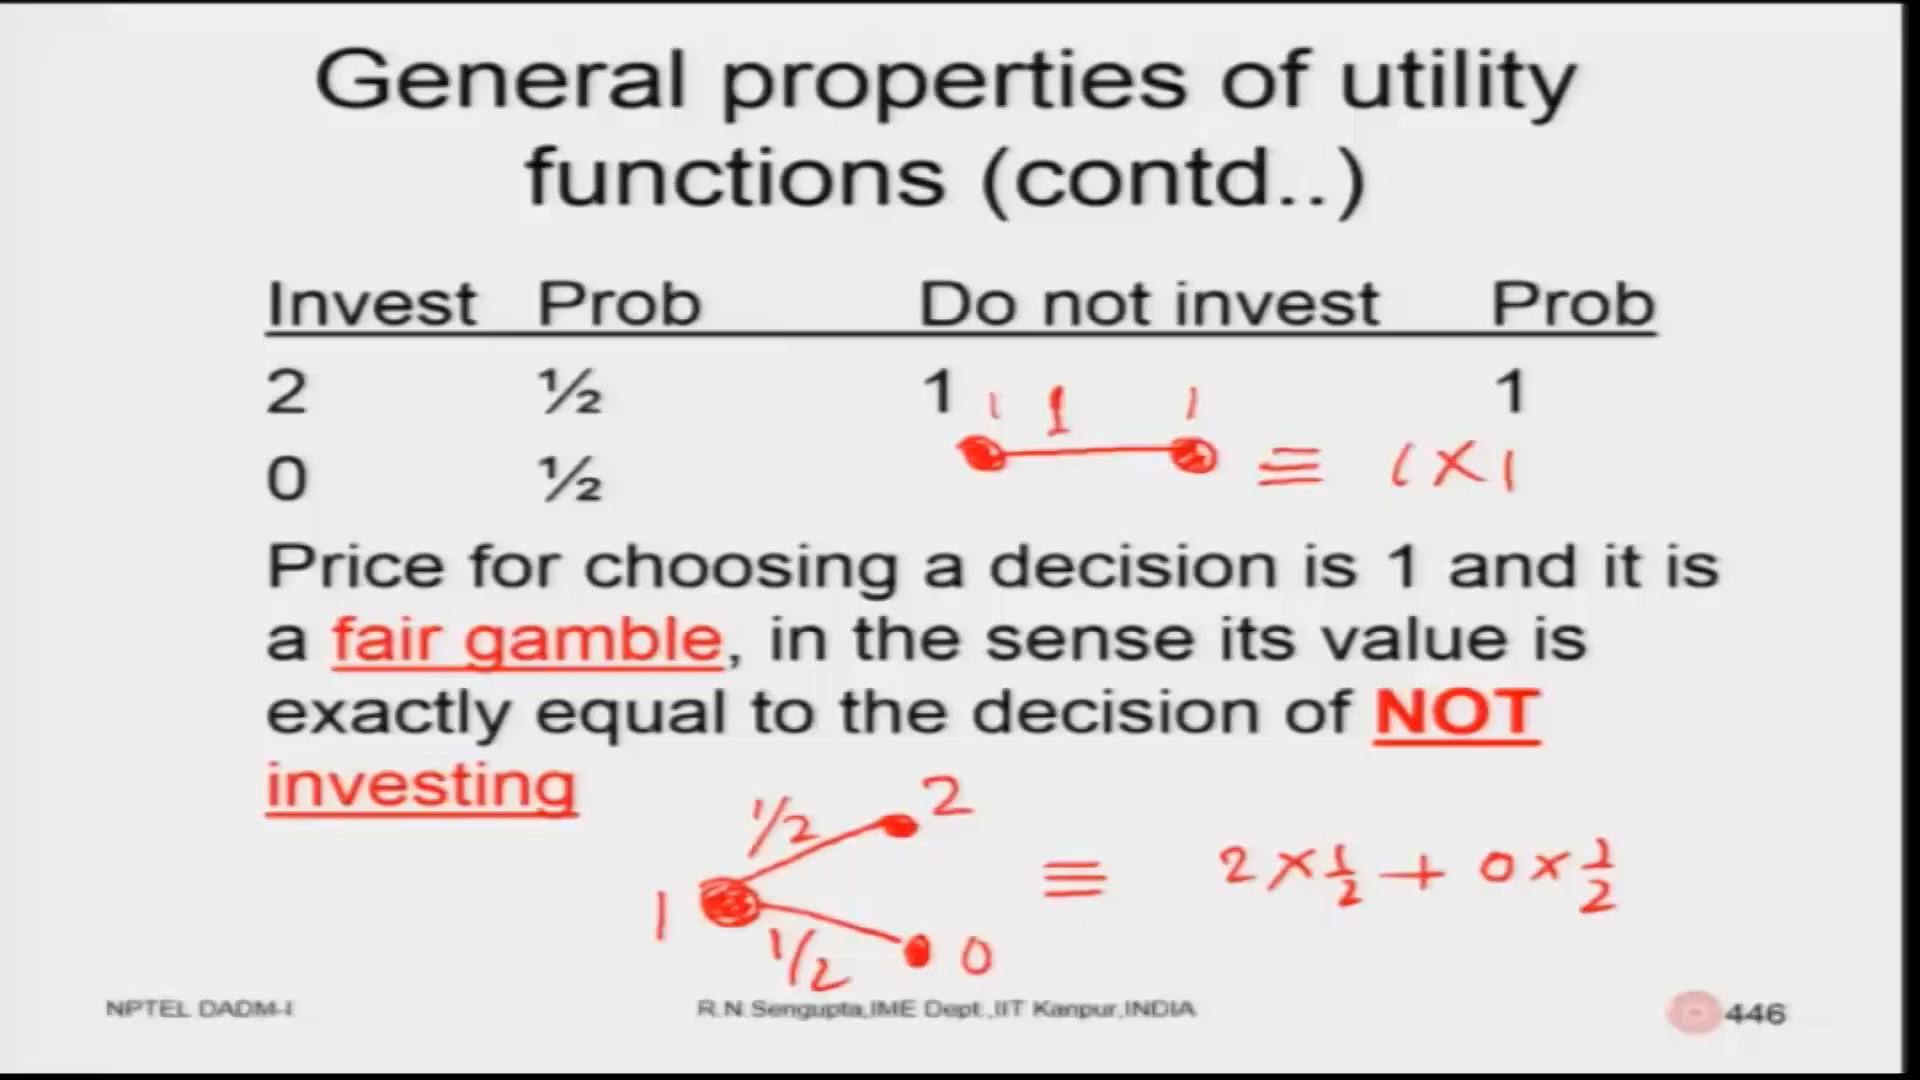 General properties of utility
functions (contd..)
Invest Prob Do not invest Prob
2 ½ 1 1
1 1 1
0 ½
≡ 1 × 1
Price for choosing a decision is 1 and it is
a fair gamble, in the sense its value is
exactly equal to the decision of NOT
investing
1/2 2
1 ≡ 2 × 1/2 + 0 × 1/2
1/2 0
NPTEL DADM-I R.N.Sengupta,IME Dept.,IIT Kanpur,INDIA 446